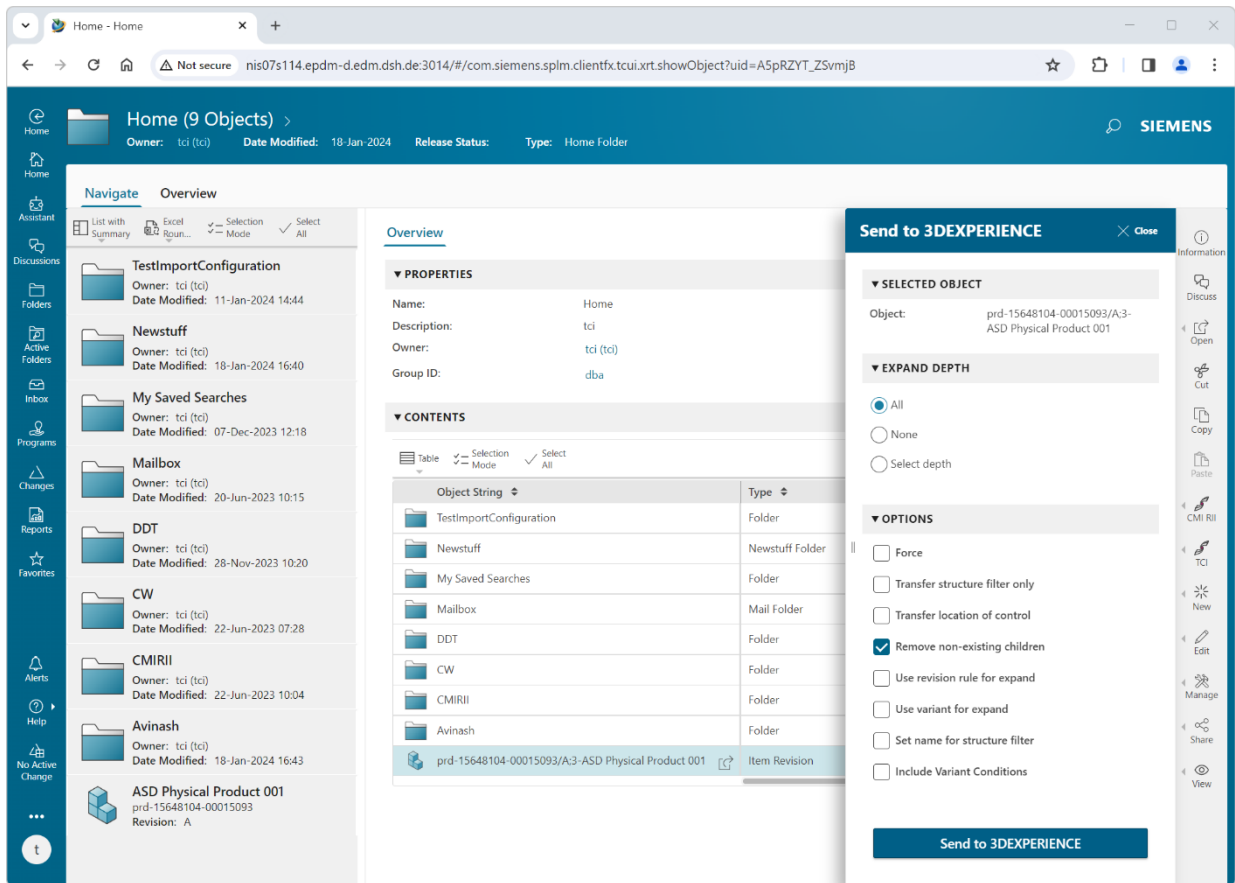 Home - Home
Not secure nis07s114.epdm-d.edm.dsh.de:3014/#/com.siemens.splm.clientfx.tcui.xrt.showObject?uid=A5pRZYT_ZSvmjB
Home
Home
Assistant
Discussions
Folders
Active
Folders
Inbox
Programs
Changes
Reports
Favorites
Alerts
Help
No Active
Change
t
Home (9 Objects)
Owner: tci (tci) Date Modified: 18-Jan-2024 Release Status: Type: Home Folder
SIEMENS
Navigate Overview
List with
Summary
Excel
Roun...
Selection
Mode
Select
All
TestImportConfiguration
Owner: tci (tci)
Date Modified: 11-Jan-2024 14:44
Newstuff
Owner: tci (tci)
Date Modified: 18-Jan-2024 16:40
My Saved Searches
Owner: tci (tci)
Date Modified: 07-Dec-2023 12:18
Mailbox
Owner: tci (tci)
Date Modified: 20-Jun-2023 10:15
DDT
Owner: tci (tci)
Date Modified: 28-Nov-2023 10:20
CW
Owner: tci (tci)
Date Modified: 22-Jun-2023 07:28
CMIRII
Owner: tci (tci)
Date Modified: 22-Jun-2023 10:04
Avinash
Owner: tci (tci)
Date Modified: 18-Jan-2024 16:43
ASD Physical Product 001
prd-15648104-00015093
Revision: A
Overview
PROPERTIES
Name: Home
Description: tci
Owner: tci (tci)
Group ID: dba
CONTENTS
Table
Selection
Mode
Select
All
Object String Type
TestImportConfiguration Folder
Newstuff Newstuff Folder
My Saved Searches Folder
Mailbox Mail Folder
DDT Folder
CW Folder
CMIRII Folder
Avinash Folder
prd-15648104-00015093/A;3-ASD Physical Product 001 Item Revision
Send to 3DEXPERIENCE Close
SELECTED OBJECT
Object: prd-15648104-00015093/A;3-
ASD Physical Product 001
EXPAND DEPTH
All
None
Select depth
OPTIONS
Force
Transfer structure filter only
Transfer location of control
Remove non-existing children
Use revision rule for expand
Use variant for expand
Set name for structure filter
Include Variant Conditions
Send to 3DEXPERIENCE
Information
Discuss
Open
Cut
Copy
Paste
CMI RII
TCI
New
Edit
Manage
Share
View